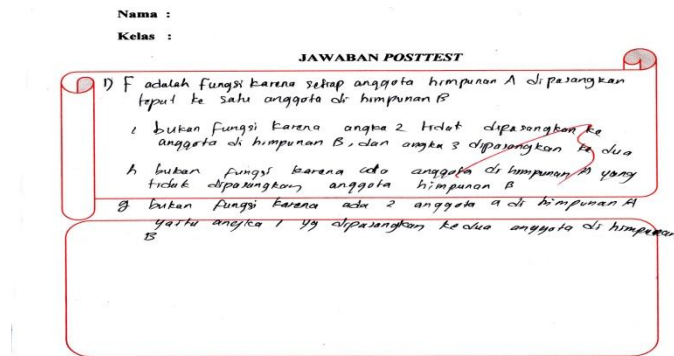 Nama :
Kelas :
JAWABAN POSTTEST
1) F adalah fungsi karena setiap anggota himpunan A dipasangkan
tepat ke satu anggota di himpunan B
i bukan fungsi karena angka 2 tidak dipasangkan ke
anggota di himpunan B, dan angka 3 dipasangkan ke dua
h bukan fungsi karena ada anggota di himpunan A yang
tidak dipasangkan anggota himpunan B
g bukan fungsi karena ada 2 anggota a di himpunan A
yaitu angka 1 yg dipasangkan ke dua anggota di himpunan
B